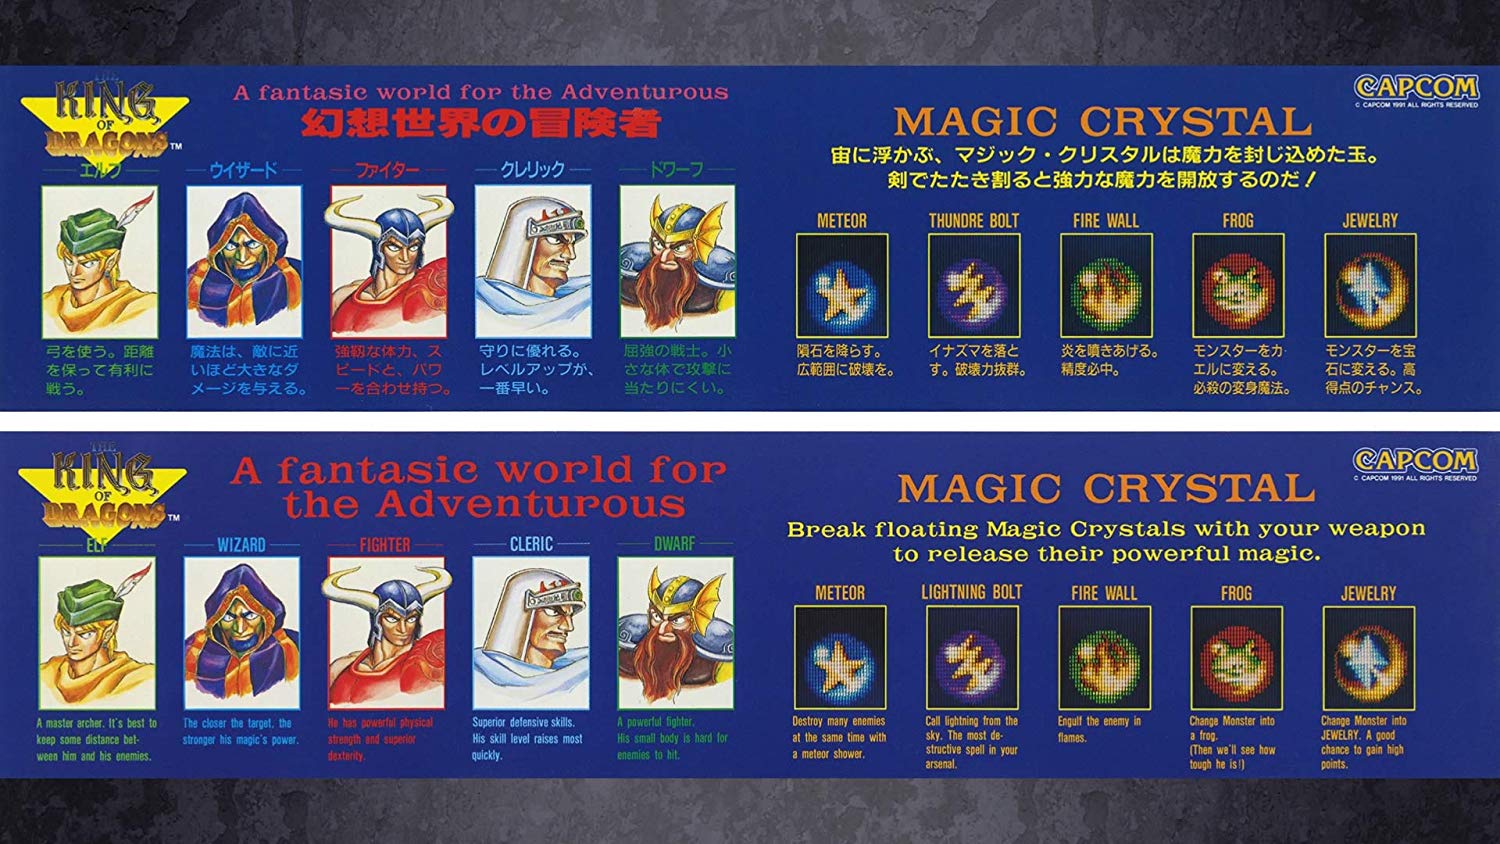 THE
KING
OF
DRAGONS™
A fantasic world for the Adventurous
幻想世界の冒険者
エルフ
ウイザード
ファイター
クレリック
ドワーフ
弓を使う。距離
を保って有利に
戦う。
魔法は、敵に近
いほど大きなダ
メージを与える。
強靱な体力、ス
ピードと、パワ
ーを合わせ持つ。
守りに優れる。
レベルアップが、
一番早い。
屈強の戦士。小
さな体で攻撃に
当たりにくい。
CAPCOM
© CAPCOM 1991 ALL RIGHTS RESERVED
MAGIC CRYSTAL
宙に浮かぶ、マジック・クリスタルは魔力を封じ込めた玉。
剣でたたき割ると強力な魔力を開放するのだ！
METEOR
THUNDRE BOLT
FIRE WALL
FROG
JEWELRY
隕石を降らす。
広範囲に破壊を。
イナズマを落と
す。破壊力抜群。
炎を噴きあげる。
精度必中。
モンスターをカ
エルに変える。
必殺の変身魔法。
モンスターを宝
石に変える。高
得点のチャンス。
THE
KING
OF
DRAGONS™
A fantasic world for
the Adventurous
ELF
WIZARD
FIGHTER
CLERIC
DWARF
A master archer. It's best to
keep some distance bet-
ween him and his enemies.
The closer the target, the
stronger his magic's power.
He has powerful physical
strength and superior
dexterity.
Superior defensive skills.
His skill level raises most
quickly.
A powerful fighter.
His small body is hard for
enemies to hit.
CAPCOM
© CAPCOM 1991 ALL RIGHTS RESERVED
MAGIC CRYSTAL
Break floating Magic Crystals with your weapon
to release their powerful magic.
METEOR
LIGHTNING BOLT
FIRE WALL
FROG
JEWELRY
Destroy many enemies
at the same time with
a meteor shower.
Call lightning from the
sky. The most de-
structive spell in your
arsenal.
Engulf the enemy in
flames.
Change Monster into
a frog.
(Then we'll see how
tough he is!)
Change Monster into
JEWELRY. A good
chance to gain high
points.